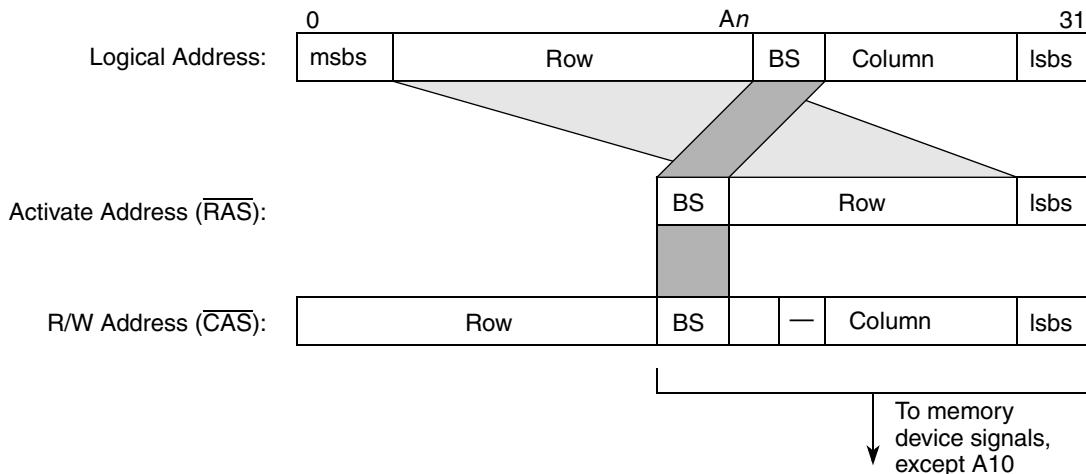 0 An 31
Logical Address: msbs Row BS Column lsbs
Activate Address (RAS): BS Row lsbs
R/W Address (CAS): Row BS — Column lsbs
To memory
device signals,
except A10